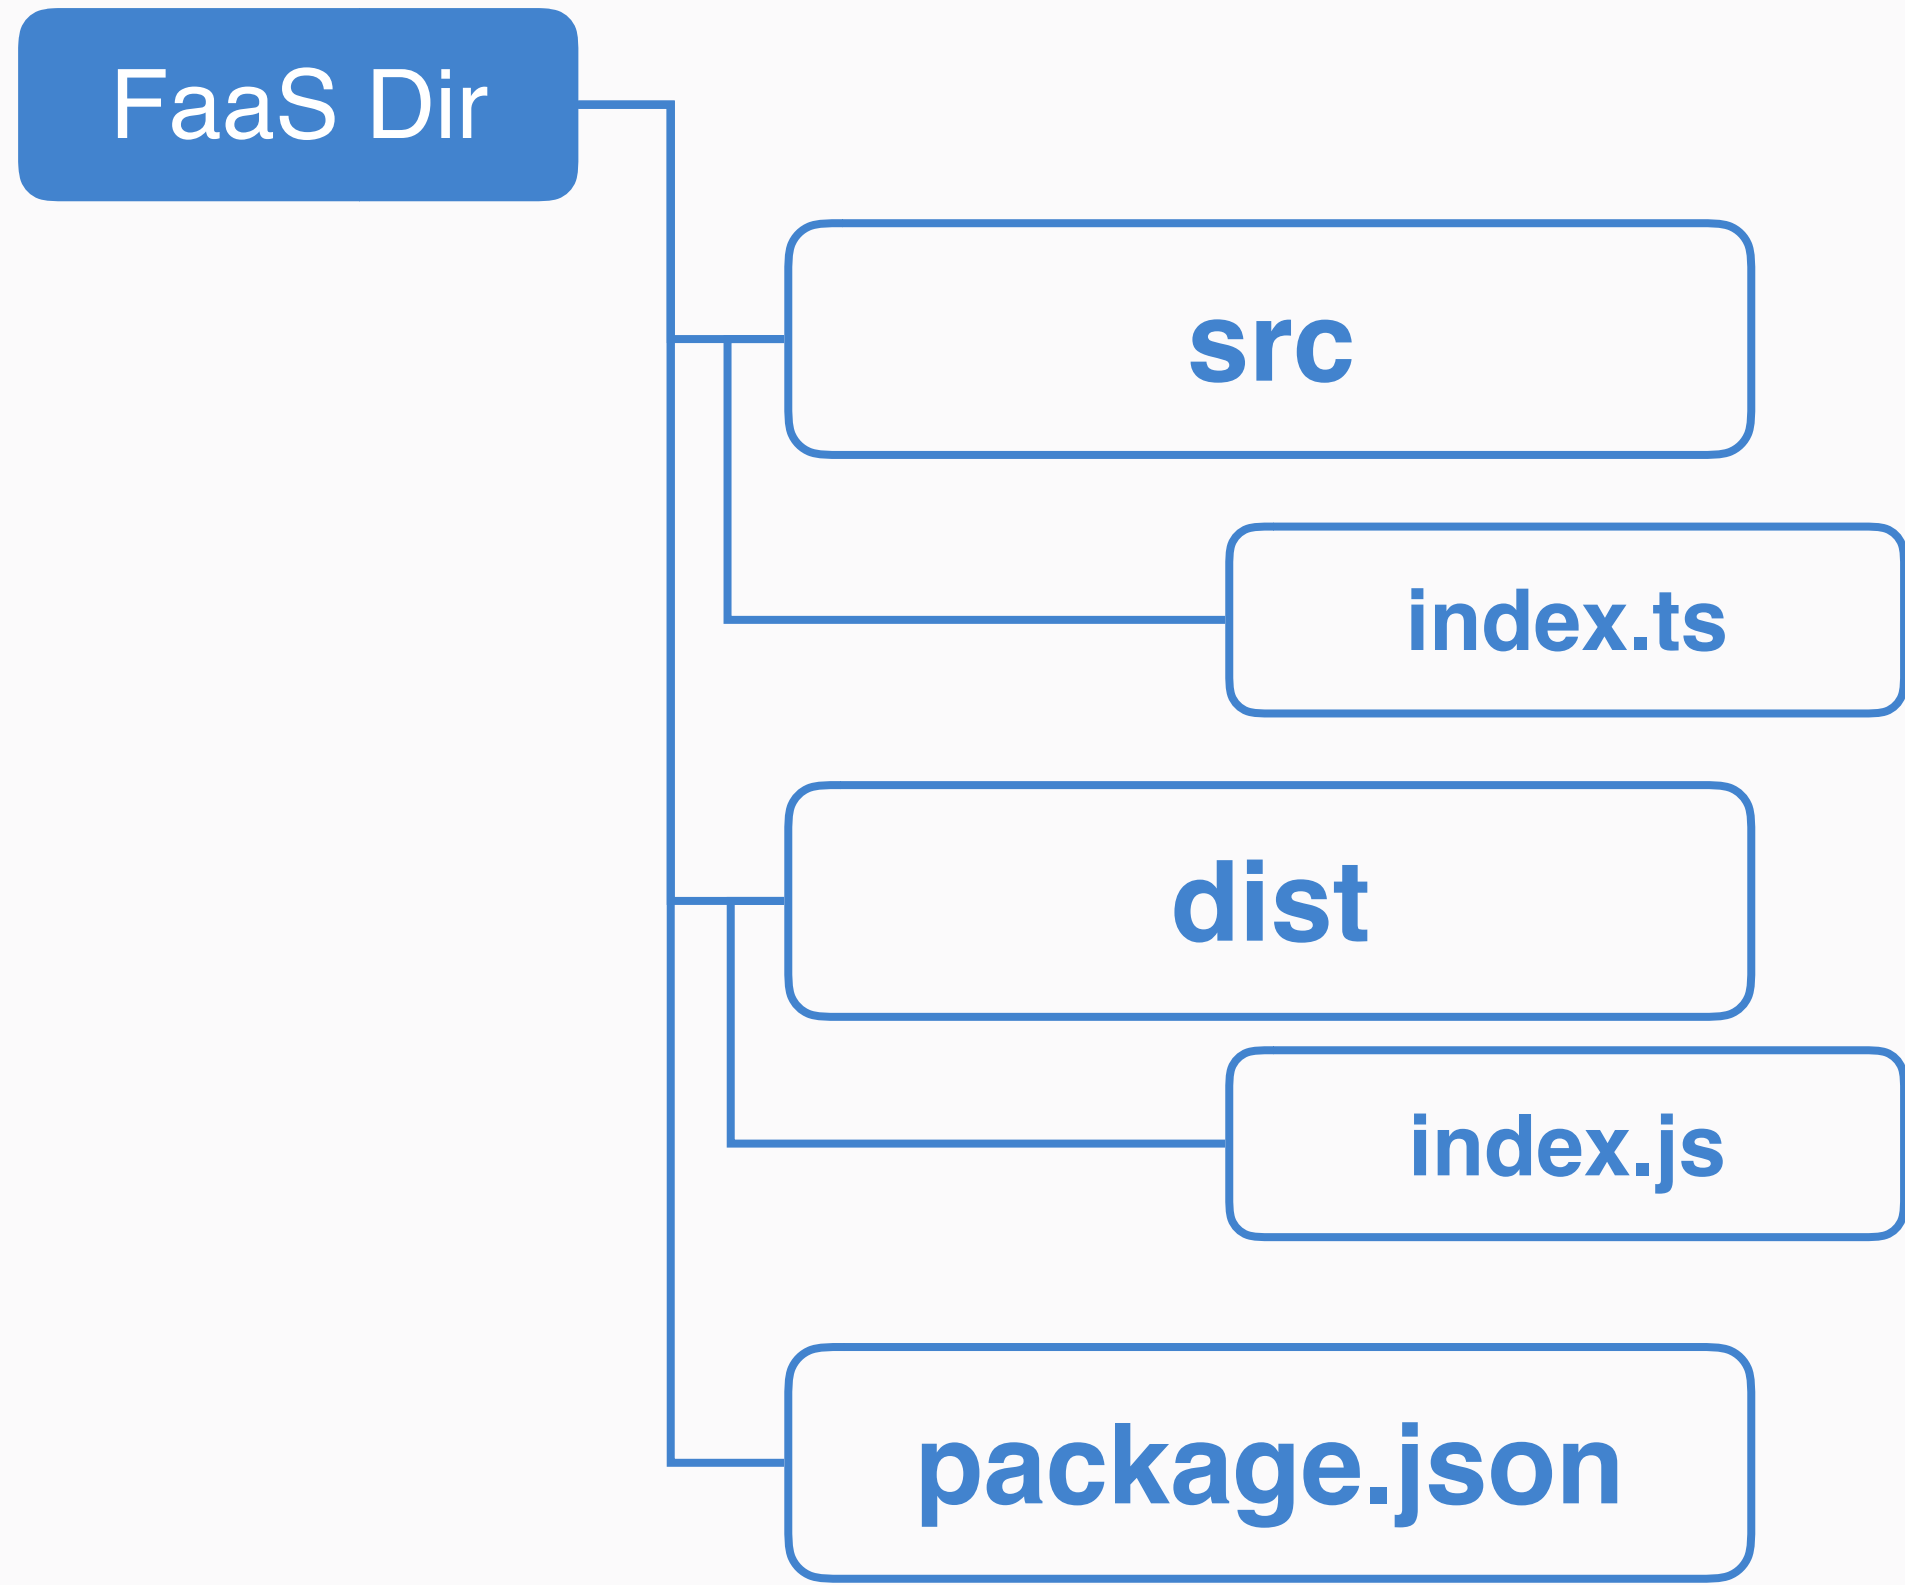 FaaS Dir
src
index.ts
dist
index.js
package.json